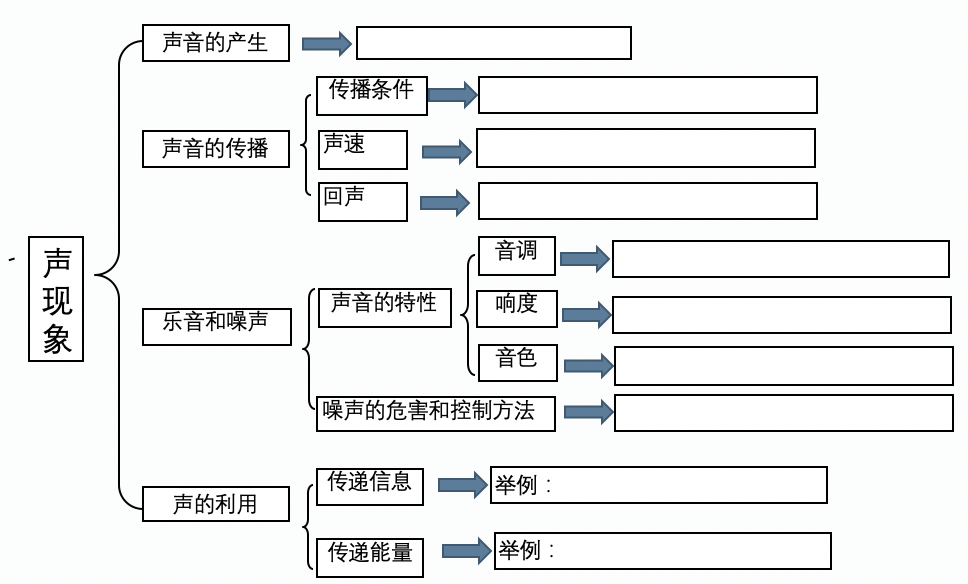 声音的产生
传播条件
声音的传播
声速
回声
声现象
音调
声音的特性
响度
乐音和噪声
音色
噪声的危害和控制方法
传递信息
举例：
声的利用
传递能量
举例：